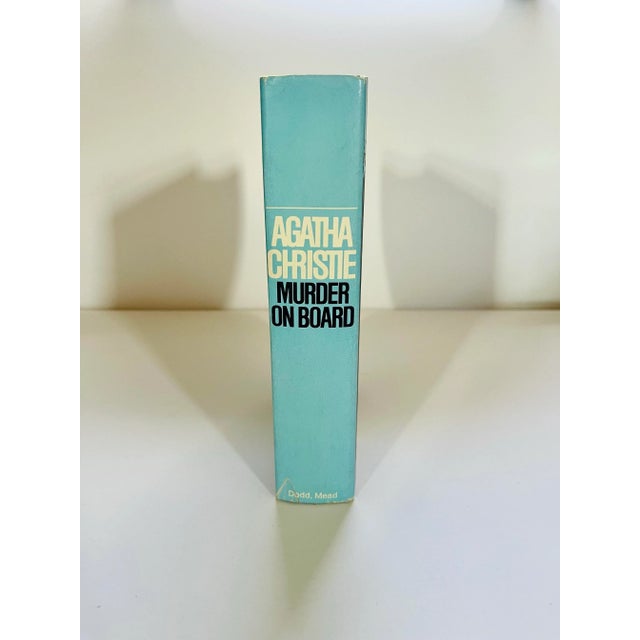 AGATHA
CHRISTIE
MURDER
ON BOARD
Dodd, Mead